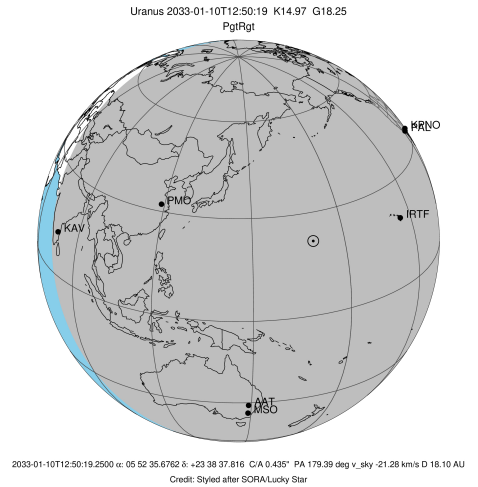 Uranus 2033-01-10T12:50:19 K14.97 G18.25
PgtRgt
KPNO
PAL
PMO
IRTF
KAV
AAT
MSO
2033-01-10T12:50:19.2500 α: 05 52 35.6762 δ: +23 38 37.816 C/A 0.435" PA 179.39 deg v_sky -21.28 km/s D 18.10 AU
Credit: Styled after SORA/Lucky Star